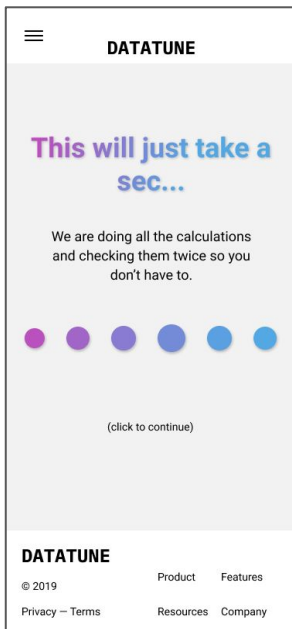 DATATUNE
This will just take a
sec...
We are doing all the calculations
and checking them twice so you
don't have to.
(click to continue)
DATATUNE
© 2019
Product Features
Privacy — Terms Resources Company